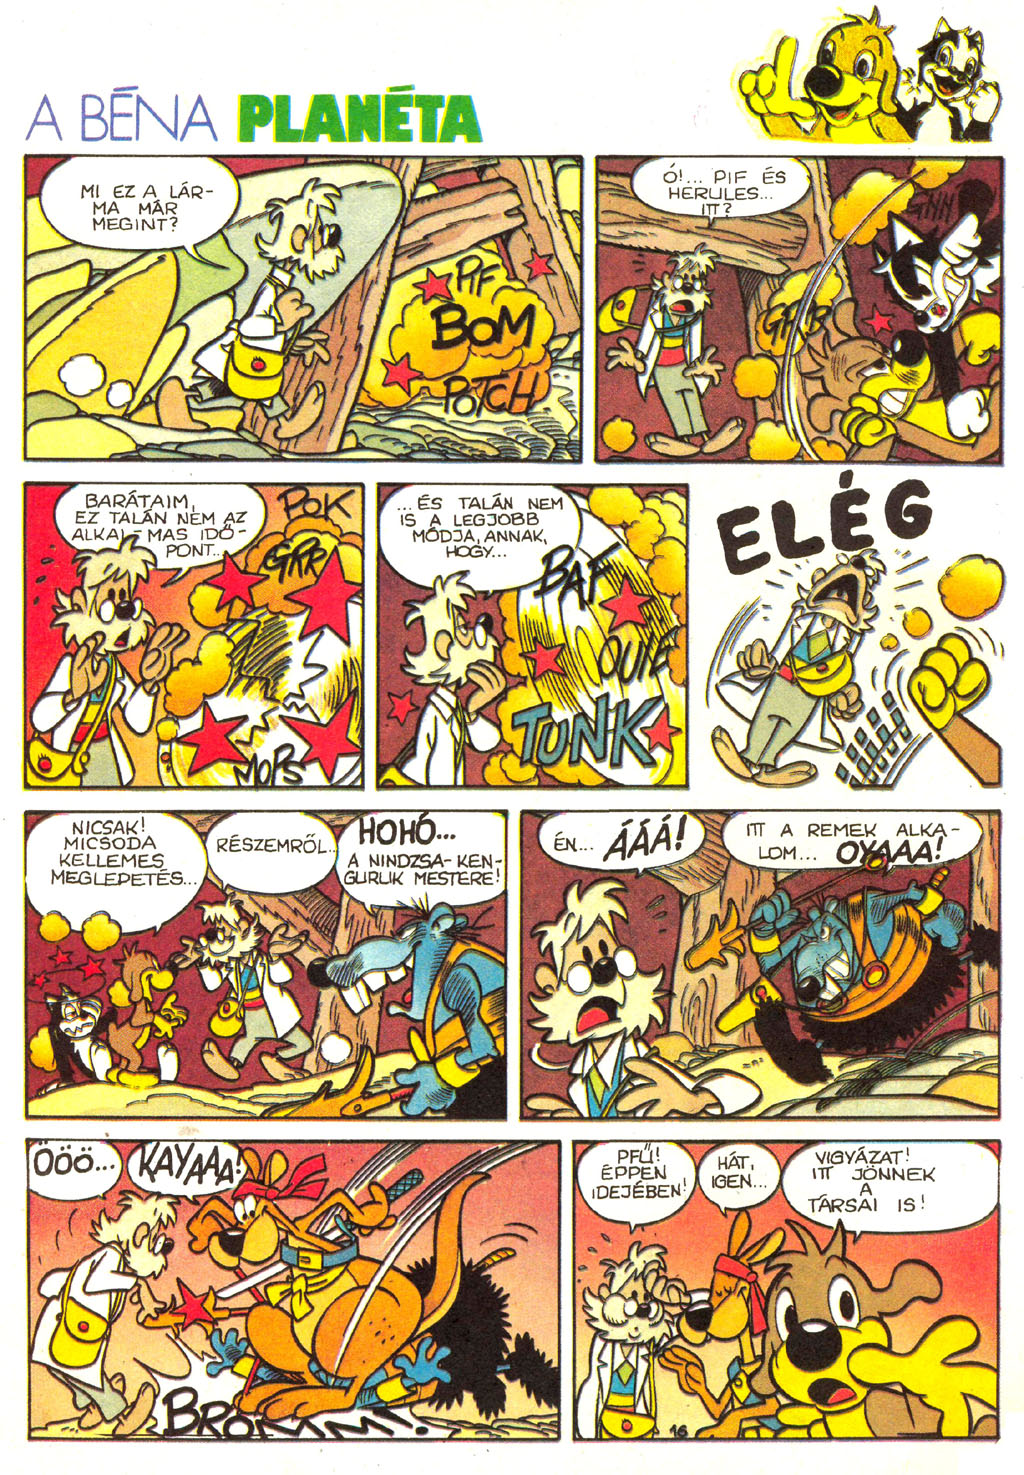 A BÉNA PLANÉTA
MI EZ A LÁR-
MA MÁR
MEGINT?
PIF
BOM
POTCH
Ó!... PIF ÉS
HERULES...
ITT?
GNN
GRR
BARÁTAIM,
EZ TALÁN NEM AZ
ALKAL MAS IDŐ-
PONT...
POK
GRR
MOPS
...ÉS TALÁN NEM
IS A LEGJOBB
MÓDJA, ANNAK,
HOGY...
BAF
OUIE
TUNK
ELÉG
NICSAK!
MICSODA
KELLEMES
MEGLEPETÉS...
RÉSZEMRŐL...
HOHÓ...
A NINDZSA-KEN-
GURUK MESTERE!
ÉN... ÁÁÁ!
ITT A REMEK ALKA-
LOM... OYAAA!
ÖÖÖ...
KAYAAA!
BROMM!
PFŰ!
ÉPPEN
IDEJÉBEN!
HÁT,
IGEN...
VIGYÁZAT!
ITT JÖNNEK
A
TÁRSAI IS!
16